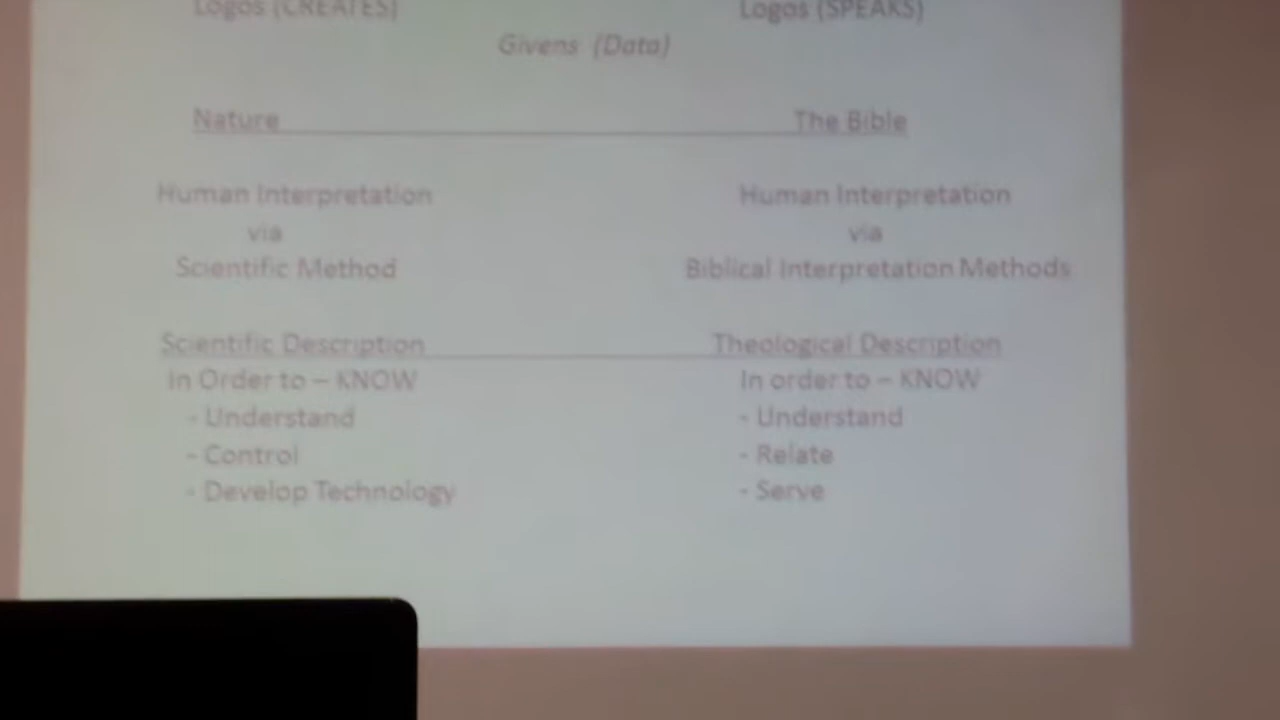 Logos (CREATES) Logos (SPEAKS)
Givens (Data)
Nature The Bible
Human Interpretation Human Interpretation
via via
Scientific Method Biblical Interpretation Methods
Scientific Description Theological Description
In Order to – KNOW In order to – KNOW
- Understand - Understand
- Control - Relate
- Develop Technology - Serve